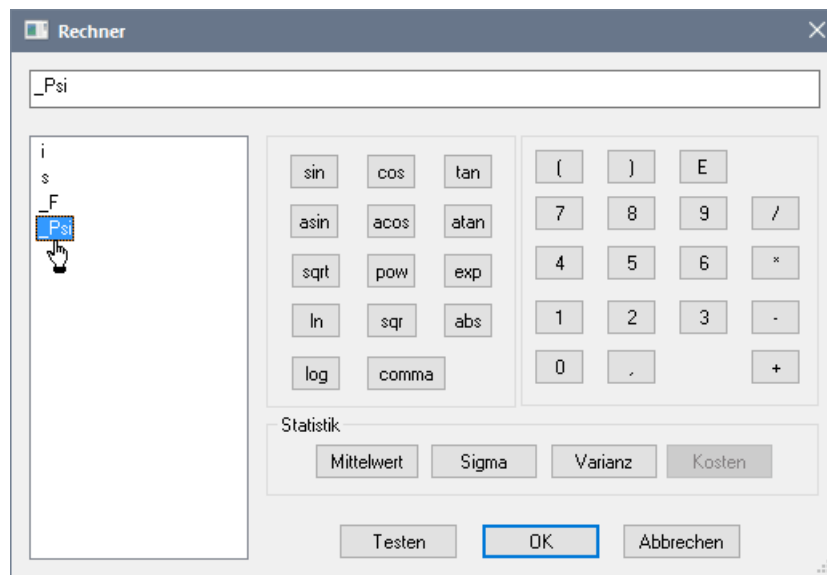 Rechner
_Psi
i
s
_F
_Psi
sin cos tan
asin acos atan
sqrt pow exp
ln sqr abs
log comma
( ) E
7 8 9 /
4 5 6 *
1 2 3 -
0 , +
Statistik
Mittelwert Sigma Varianz Kosten
Testen OK Abbrechen